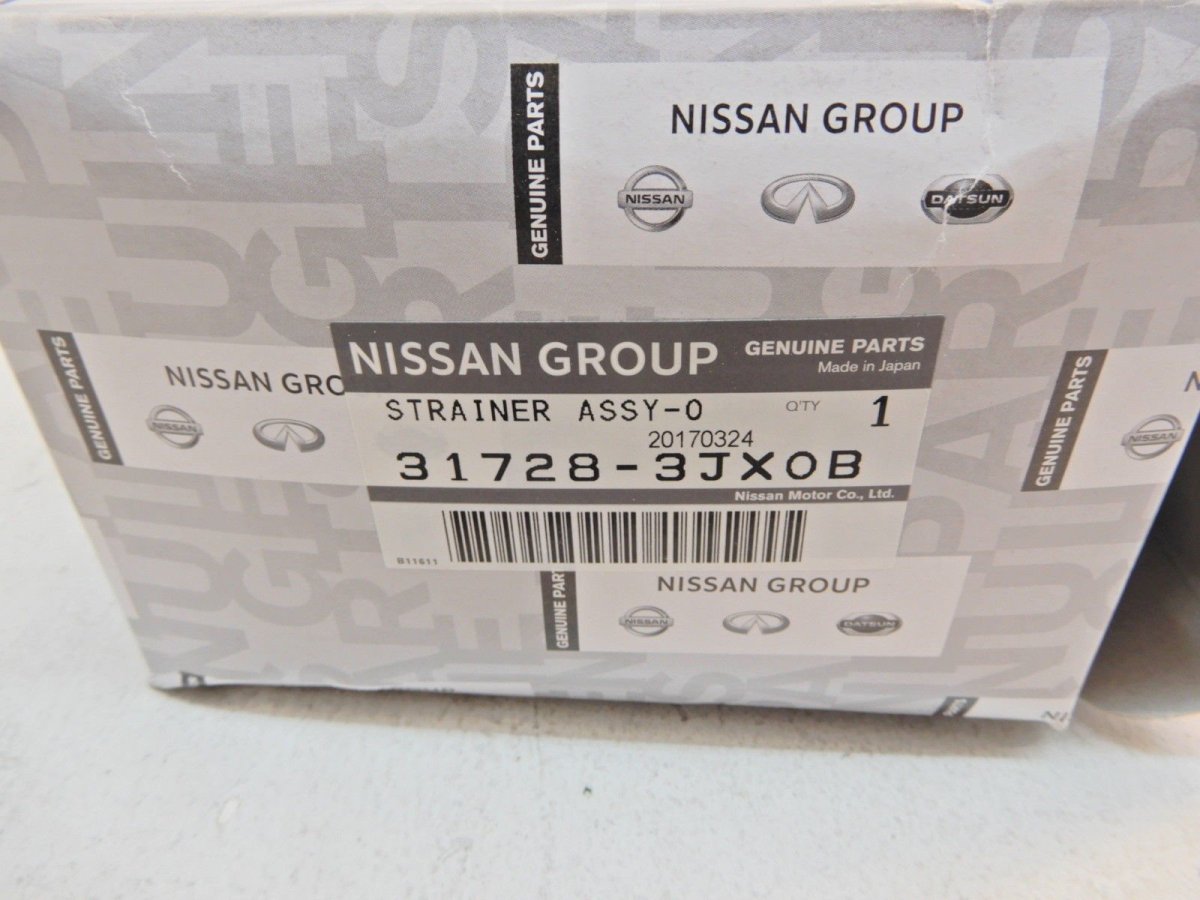 GENUINE PARTS
NISSAN GROUP
NISSAN
DATSUN
GENUINE PARTS
NISSAN GRO
NISSAN
NISSAN GROUP GENUINE PARTS
Made in Japan
STRAINER ASSY-O Q'TY 1
20170324
31728-3JX0B
Nissan Motor Co., Ltd.
B11611
GENUINE PARTS
N
NISSAN
GENUINE PART
NISSAN GROUP
NISSAN
DATSUN